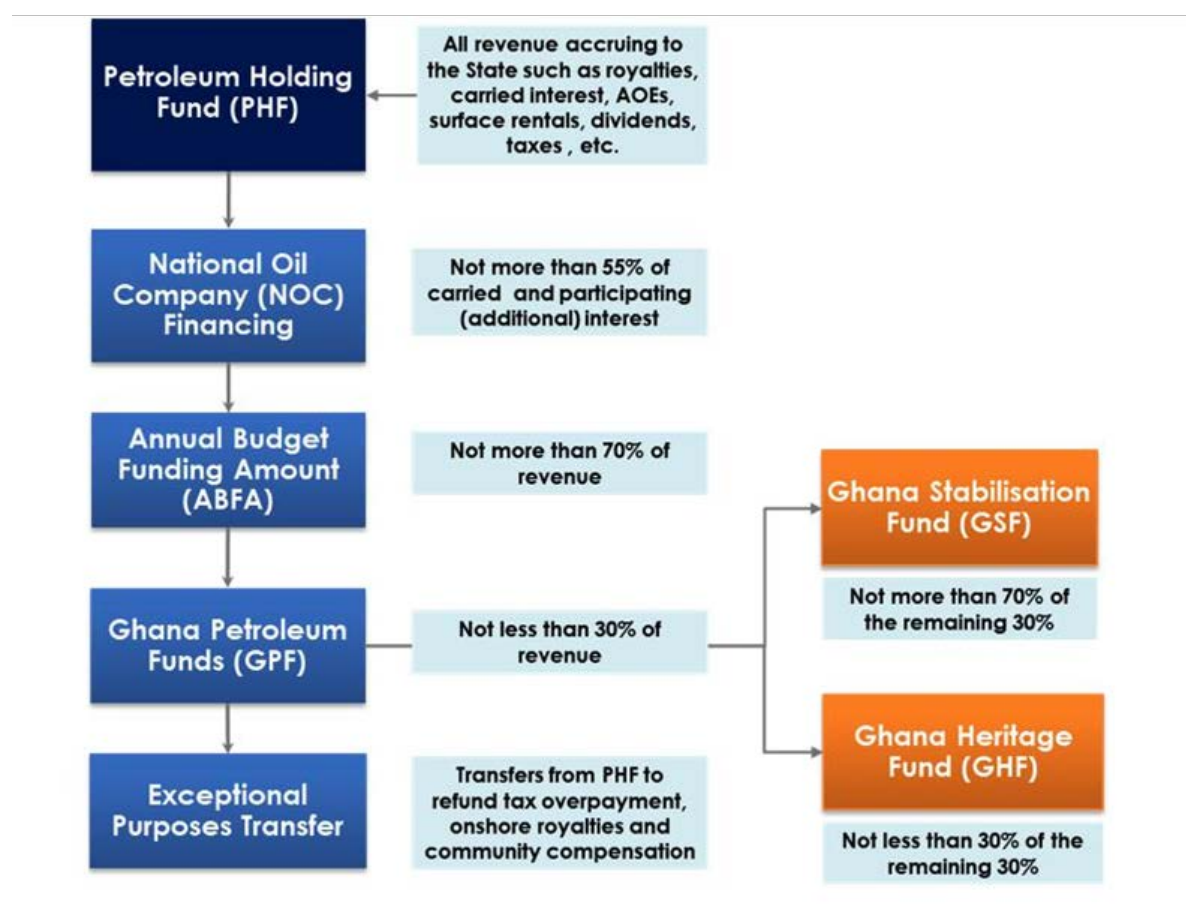 Petroleum Holding
Fund (PHF)
All revenue accruing to
the State such as royalties,
carried interest, AOEs,
surface rentals, dividends,
taxes , etc.
National Oil
Company (NOC)
Financing
Not more than 55% of
carried and participating
(additional) interest
Annual Budget
Funding Amount
(ABFA)
Not more than 70% of
revenue
Ghana Stabilisation
Fund (GSF)
Not more than 70% of
the remaining 30%
Ghana Petroleum
Funds (GPF)
Not less than 30% of
revenue
Ghana Heritage
Fund (GHF)
Not less than 30% of the
remaining 30%
Exceptional
Purposes Transfer
Transfers from PHF to
refund tax overpayment,
onshore royalties and
community compensation